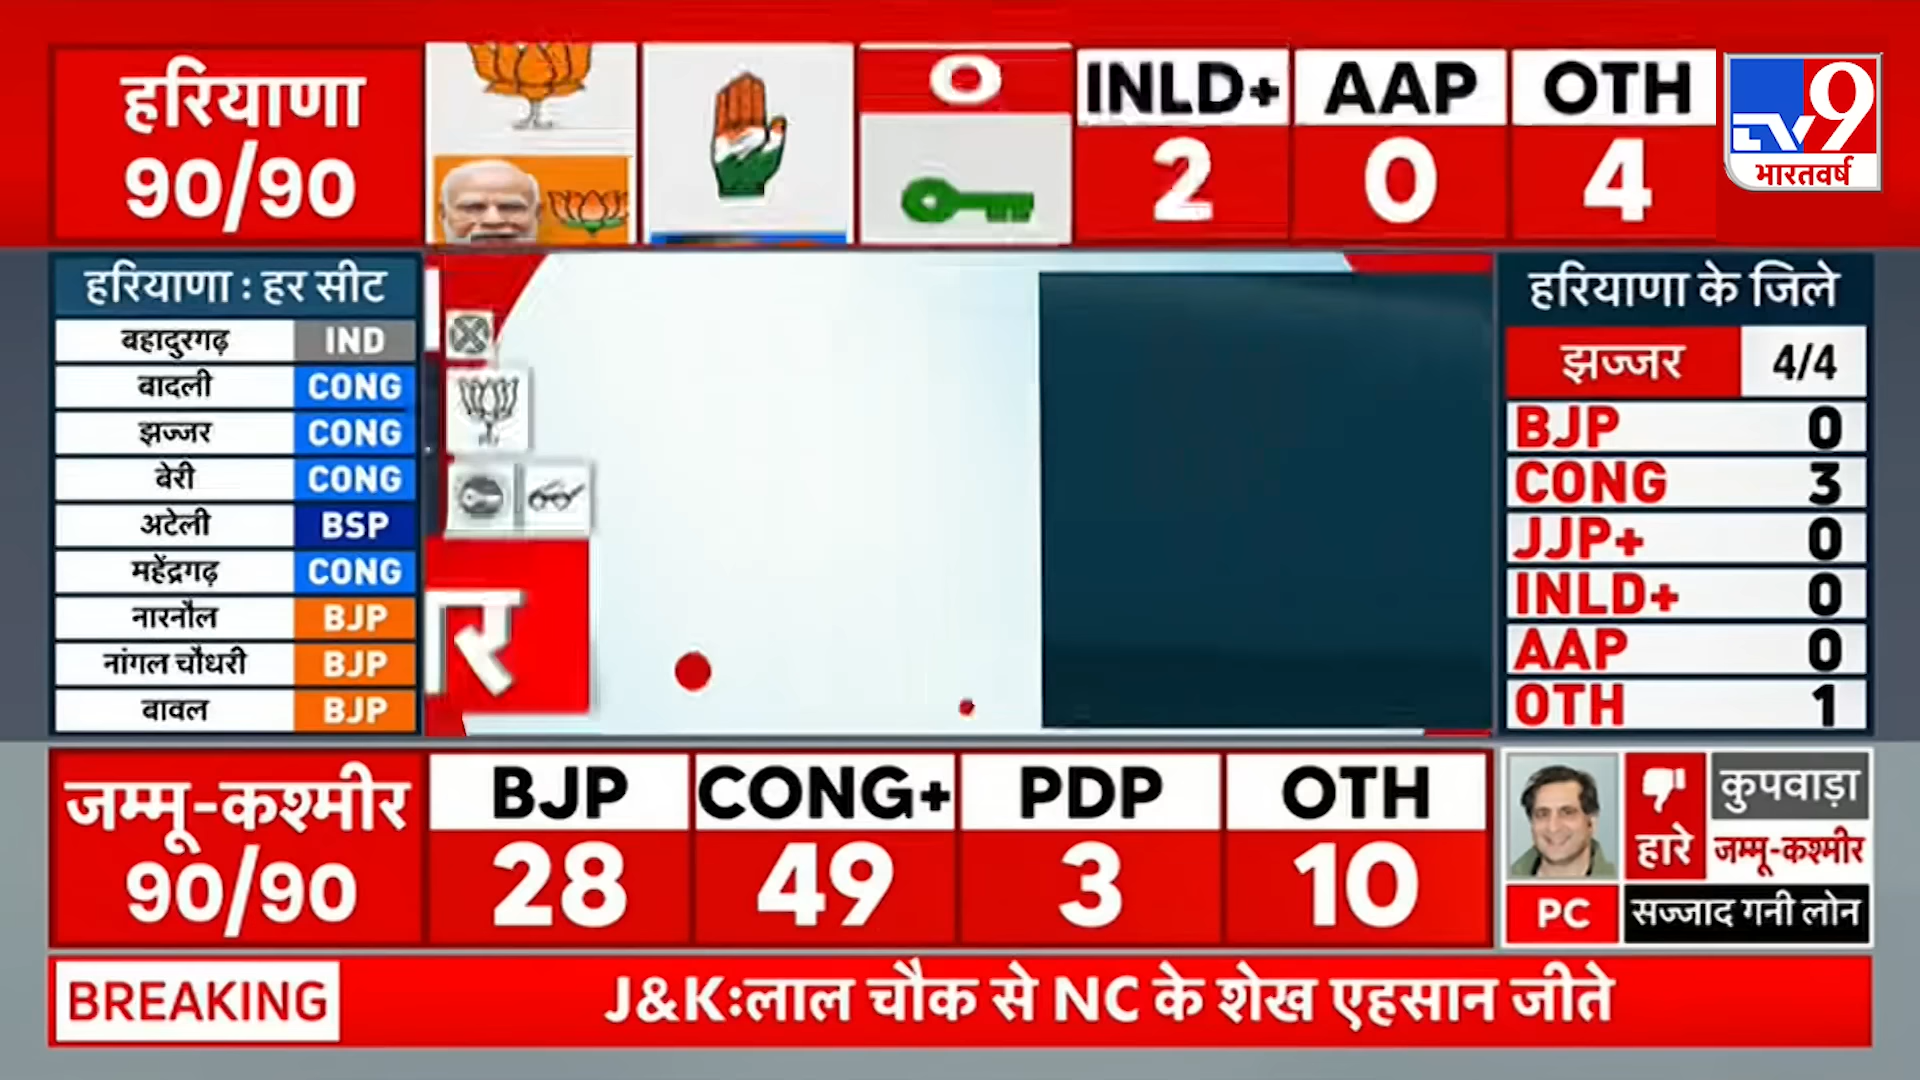 हरियाणा
90/90
0
INLD+
2
AAP
0
OTH
4
TV9
भारतवर्ष
हरियाणा : हर सीट
बहादुरगढ़ IND
बादली CONG
झज्जर CONG
बेरी CONG
अटेली BSP
महेंद्रगढ़ CONG
नारनौल BJP
नांगल चौधरी BJP
बावल BJP
र
हरियाणा के जिले
झज्जर 4/4
BJP 0
CONG 3
JJP+ 0
INLD+ 0
AAP 0
OTH 1
जम्मू-कश्मीर
90/90
BJP
28
CONG+
49
PDP
3
OTH
10
हारे
कुपवाड़ा
जम्मू-कश्मीर
PC
सज्जाद गनी लोन
BREAKING
J&K:लाल चौक से NC के शेख एहसान जीते